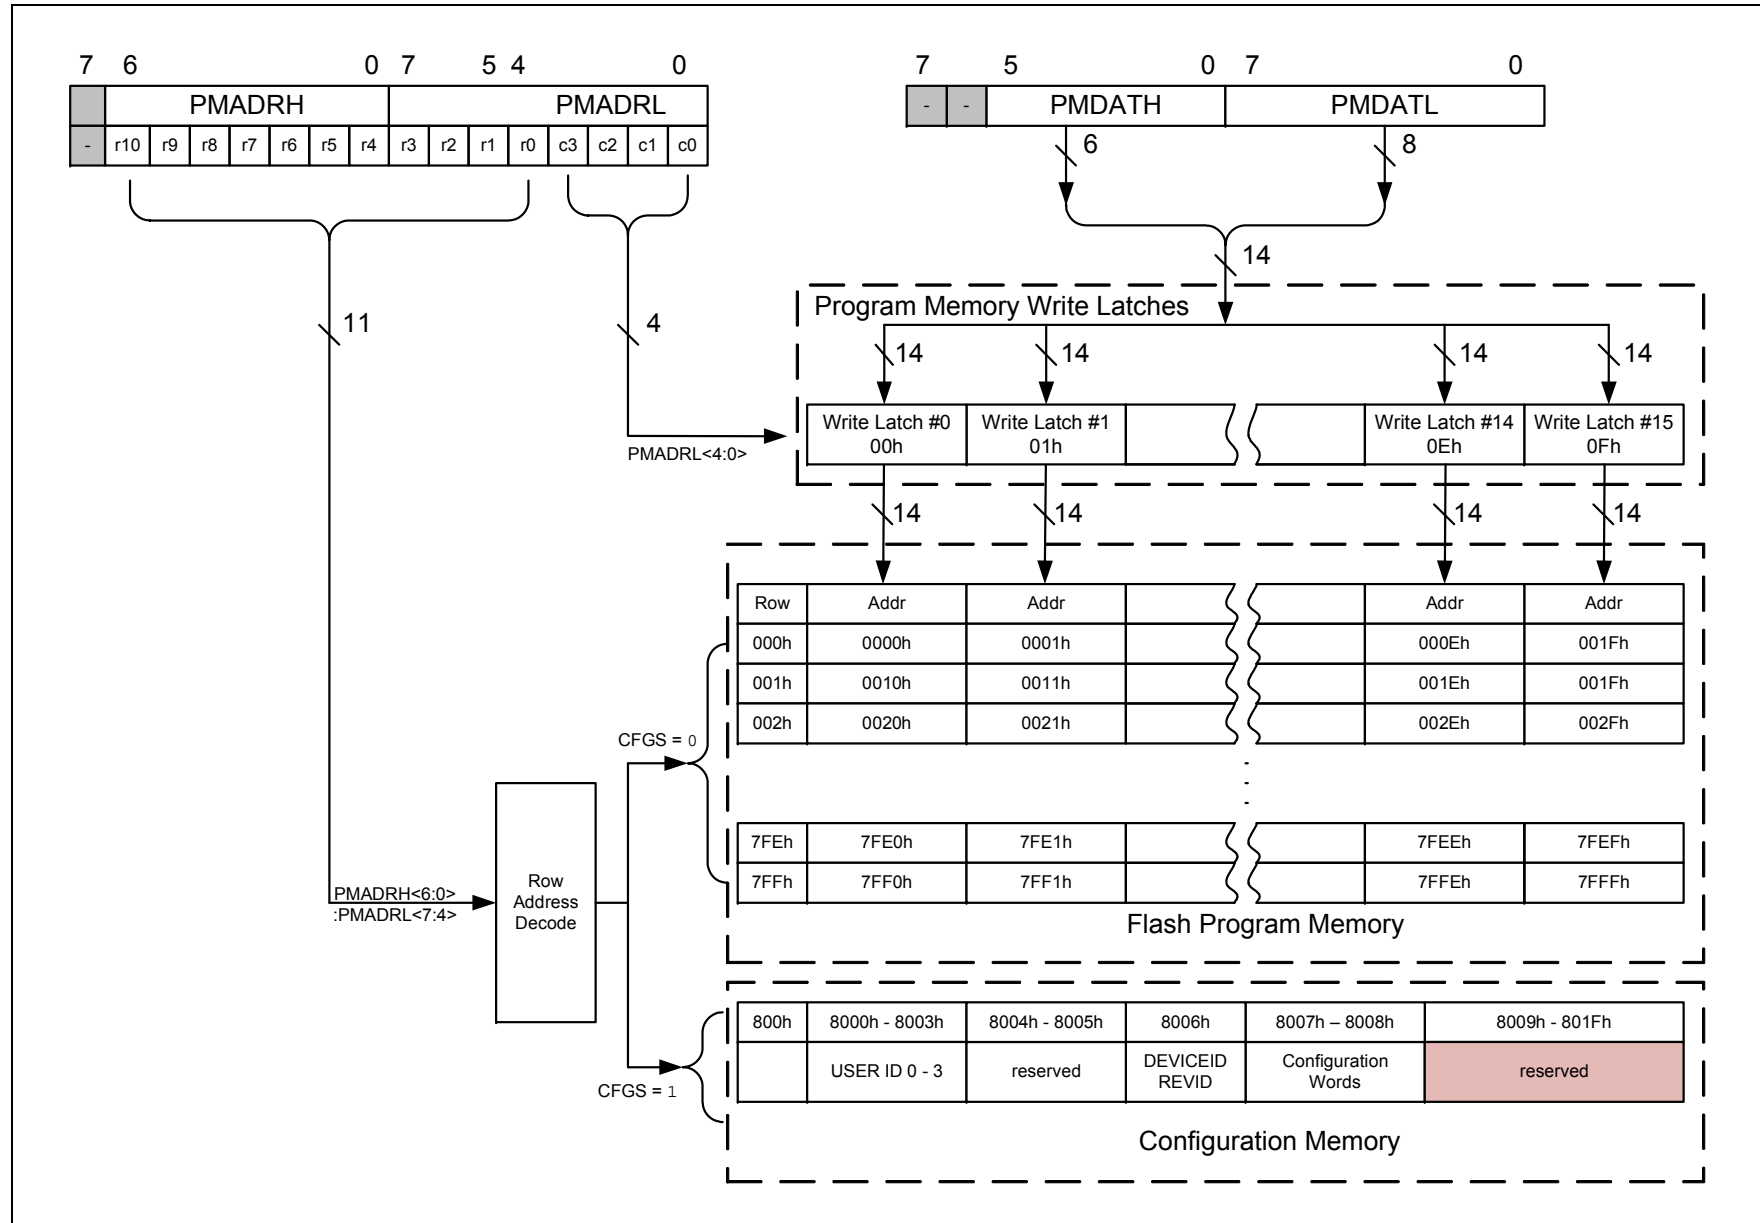 7 6 0 7 5 4 0
7 5 0 7 0
PMADRH PMADRL
- - PMDATH PMDATL
- r10 r9 r8 r7 r6 r5 r4 r3 r2 r1 r0 c3 c2 c1 c0
6 8
14
Program Memory Write Latches
11 4
14 14 14 14
Write Latch #0 Write Latch #1 Write Latch #14 Write Latch #15
00h 01h 0Eh 0Fh
PMADRL<4:0>
14 14 14 14
Row Addr Addr Addr Addr
000h 0000h 0001h 000Eh 001Fh
001h 0010h 0011h 001Eh 001Fh
002h 0020h 0021h 002Eh 002Fh
CFGS = 0
7FEh 7FE0h 7FE1h 7FEEh 7FEFh
7FFh 7FF0h 7FF1h 7FFEh 7FFFh
PMADRH<6:0>
:PMADRL<7:4>
Row
Address
Decode
Flash Program Memory
800h 8000h - 8003h 8004h - 8005h 8006h 8007h – 8008h 8009h - 801Fh
USER ID 0 - 3 reserved DEVICEID REVID Configuration Words reserved
CFGS = 1
Configuration Memory